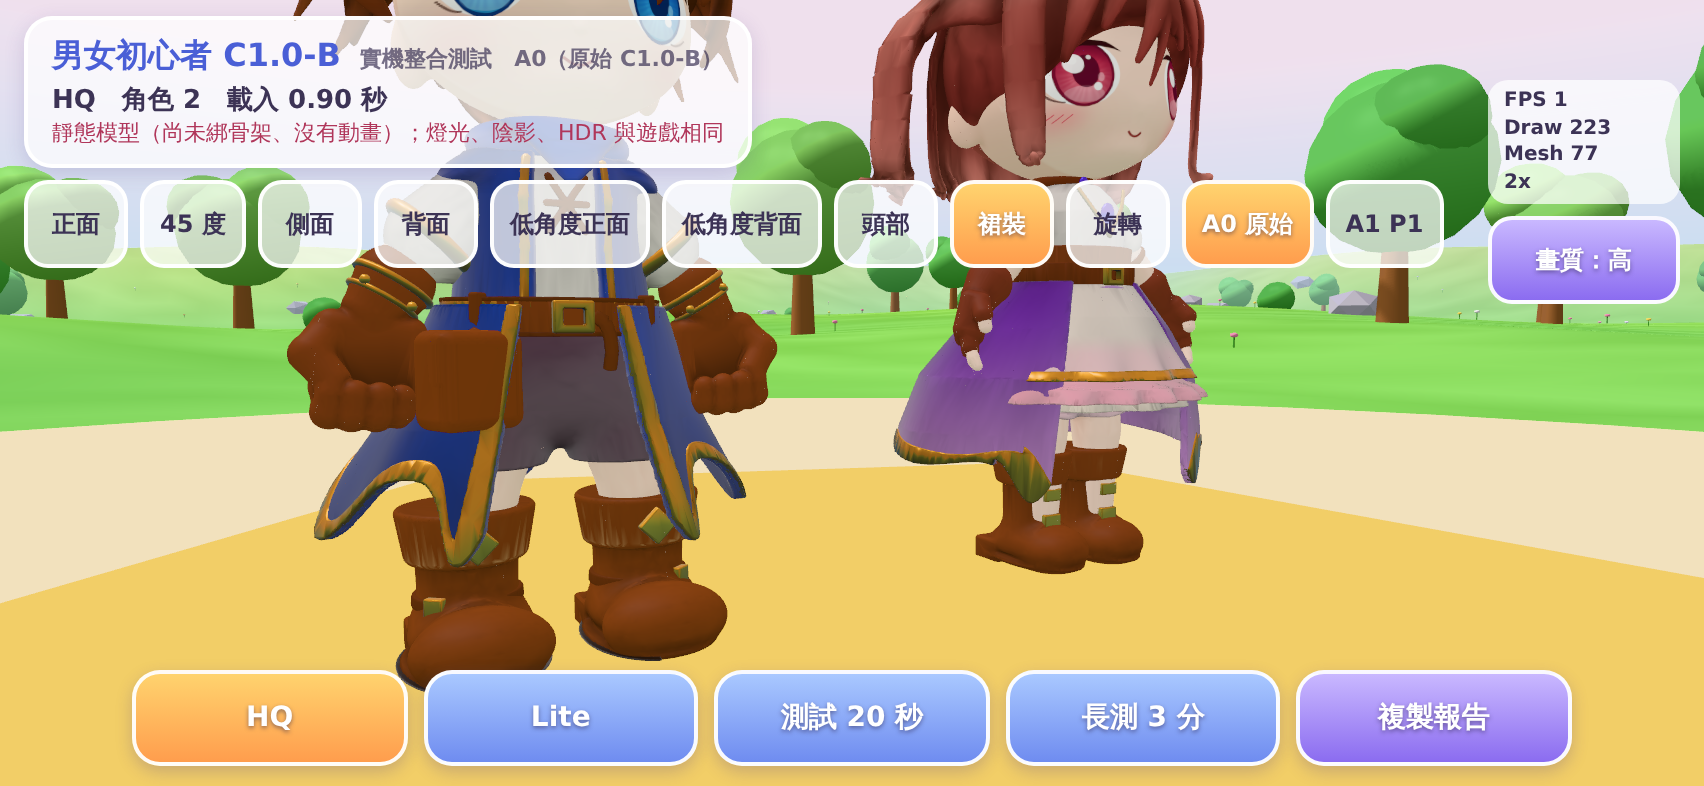 男女初心者 C1.0-B 實機整合測試 A0（原始 C1.0-B）
HQ 角色 2 載入 0.90 秒
靜態模型（尚未綁骨架、沒有動畫）；燈光、陰影、HDR 與遊戲相同
FPS 1
Draw 223
Mesh 77
2x
正面
45 度
側面
背面
低角度正面
低角度背面
頭部
裙裝
旋轉
A0 原始
A1 P1
畫質：高
HQ
Lite
測試 20 秒
長測 3 分
複製報告